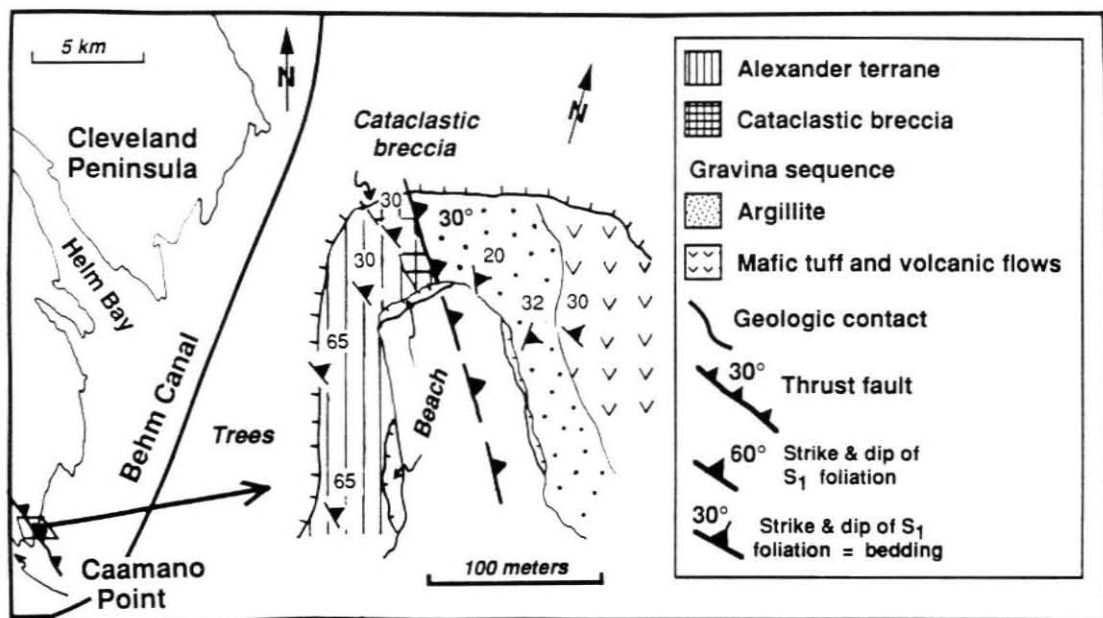 5 km
N
Cleveland
Peninsula
Helm Bay
Behm Canal
Caamano
Point
N
Cataclastic
breccia
30
30°
30
20
32
30
65
65
Trees
Beach
100 meters
Alexander terrane
Cataclastic breccia
Gravina sequence
Argillite
Mafic tuff and volcanic flows
Geologic contact
30°
Thrust fault
60°
Strike & dip of
S1 foliation
30°
Strike & dip of S1
foliation = bedding